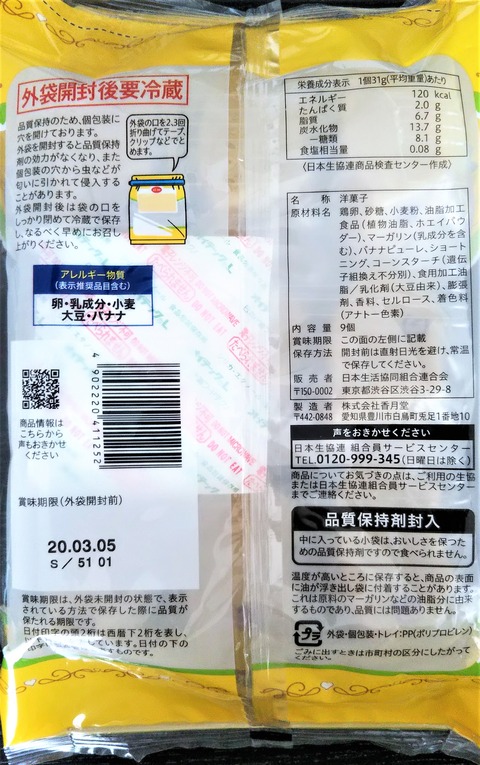 外袋開封後要冷蔵
品質保持のため、個包装に
穴を開けております。
外袋を開封すると品質保持
剤の効力がなくなり、また
個包装の穴から虫などが
匂いに引かれて侵入する
ことがあります。
外袋開封後は袋の口を
しっかり閉めて冷蔵で保存
し、なるべく早めにお召し
上がりください。
外袋の口を2,3回
折り曲げてテープ、
クリップなどでと
めます。
アレルギー物質
(表示推奨品目含む)
卵・乳成分・小麦
大豆・バナナ
商品情報は
こちらから
声もおきかせ
ください
4902220411252
賞味期限(外袋開封前)
20.03.05
S/ 51 01
賞味期限は、外袋未開封の状態で、表示
されている方法で保存した際に品質が
保たれる期限です。
日付印字の頭2桁は西暦下2桁を表し、
栄養成分表示 1個31g(平均重量)あたり
エネルギー 120 kcal
たんぱく質 2.0 g
脂質 6.7 g
炭水化物 13.7 g
―糖類 8.1 g
食塩相当量 0.08 g
〈日本生協連商品検査センター作成〉
名称 洋菓子
原材料名 鶏卵、砂糖、小麦粉、油脂加工
食品(植物油脂、ホエイパウ
ダー)、マーガリン(乳成分を含
む)、バナナピューレ、ショート
ニング、コーンスターチ(遺伝
子組換え不分別)、食用加工油
脂/乳化剤(大豆由来)、膨張
剤、香料、セルロース、着色料
(アナトー色素)
内容量 9個
賞味期限 この面の左側に記載
保存方法 開封前は直射日光を避け、常温
で保存してください。
販売者 日本生活協同組合連合会
〒150-0002 東京都渋谷区渋谷3-29-8
製造者 株式会社香月堂
〒442-0848 愛知県豊川市白鳥町兎足1番地10
声をおきかせください
日本生協連 組合員サービスセンター
TEL.0120-999-345(日曜日は除く)
商品についてお気づきの点は、ご利用の生協
または日本生協連組合員サービスセンター
までご連絡ください。
品質保持剤封入
中に入っている小袋は、おいしさを保つた
めの品質保持剤ですので食べられません。
温度が高いところに保存すると、商品の表面
に油が浮き出し袋に付着することがあります。
これは原料のマーガリンなどの油脂分に由来
するものであり、品質には問題ありません。
プラ
外袋・個包装・トレイ:PP(ポリプロピレン)
ごみに出すときは市町村の区分にしたがって
ください。